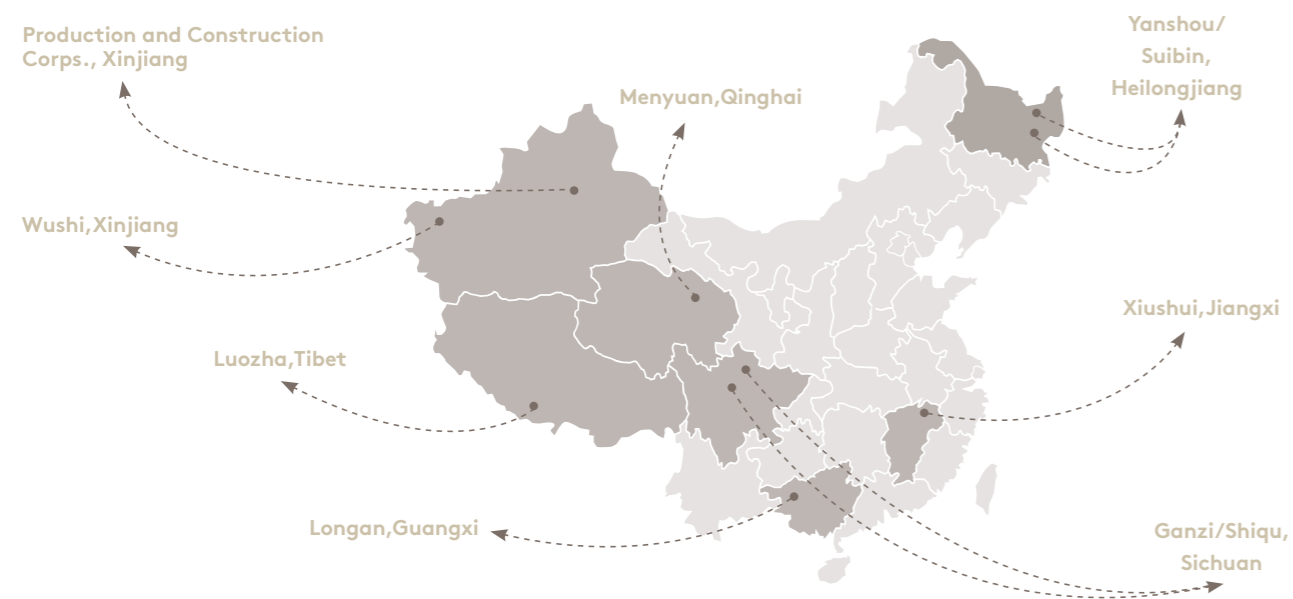 Production and Construction
Corps., Xinjiang
Yanshou/
Suibin,
Heilongjiang
Menyuan,Qinghai
Wushi,Xinjiang
Xiushui,Jiangxi
Luozha,Tibet
Longan,Guangxi
Ganzi/Shiqu,
Sichuan